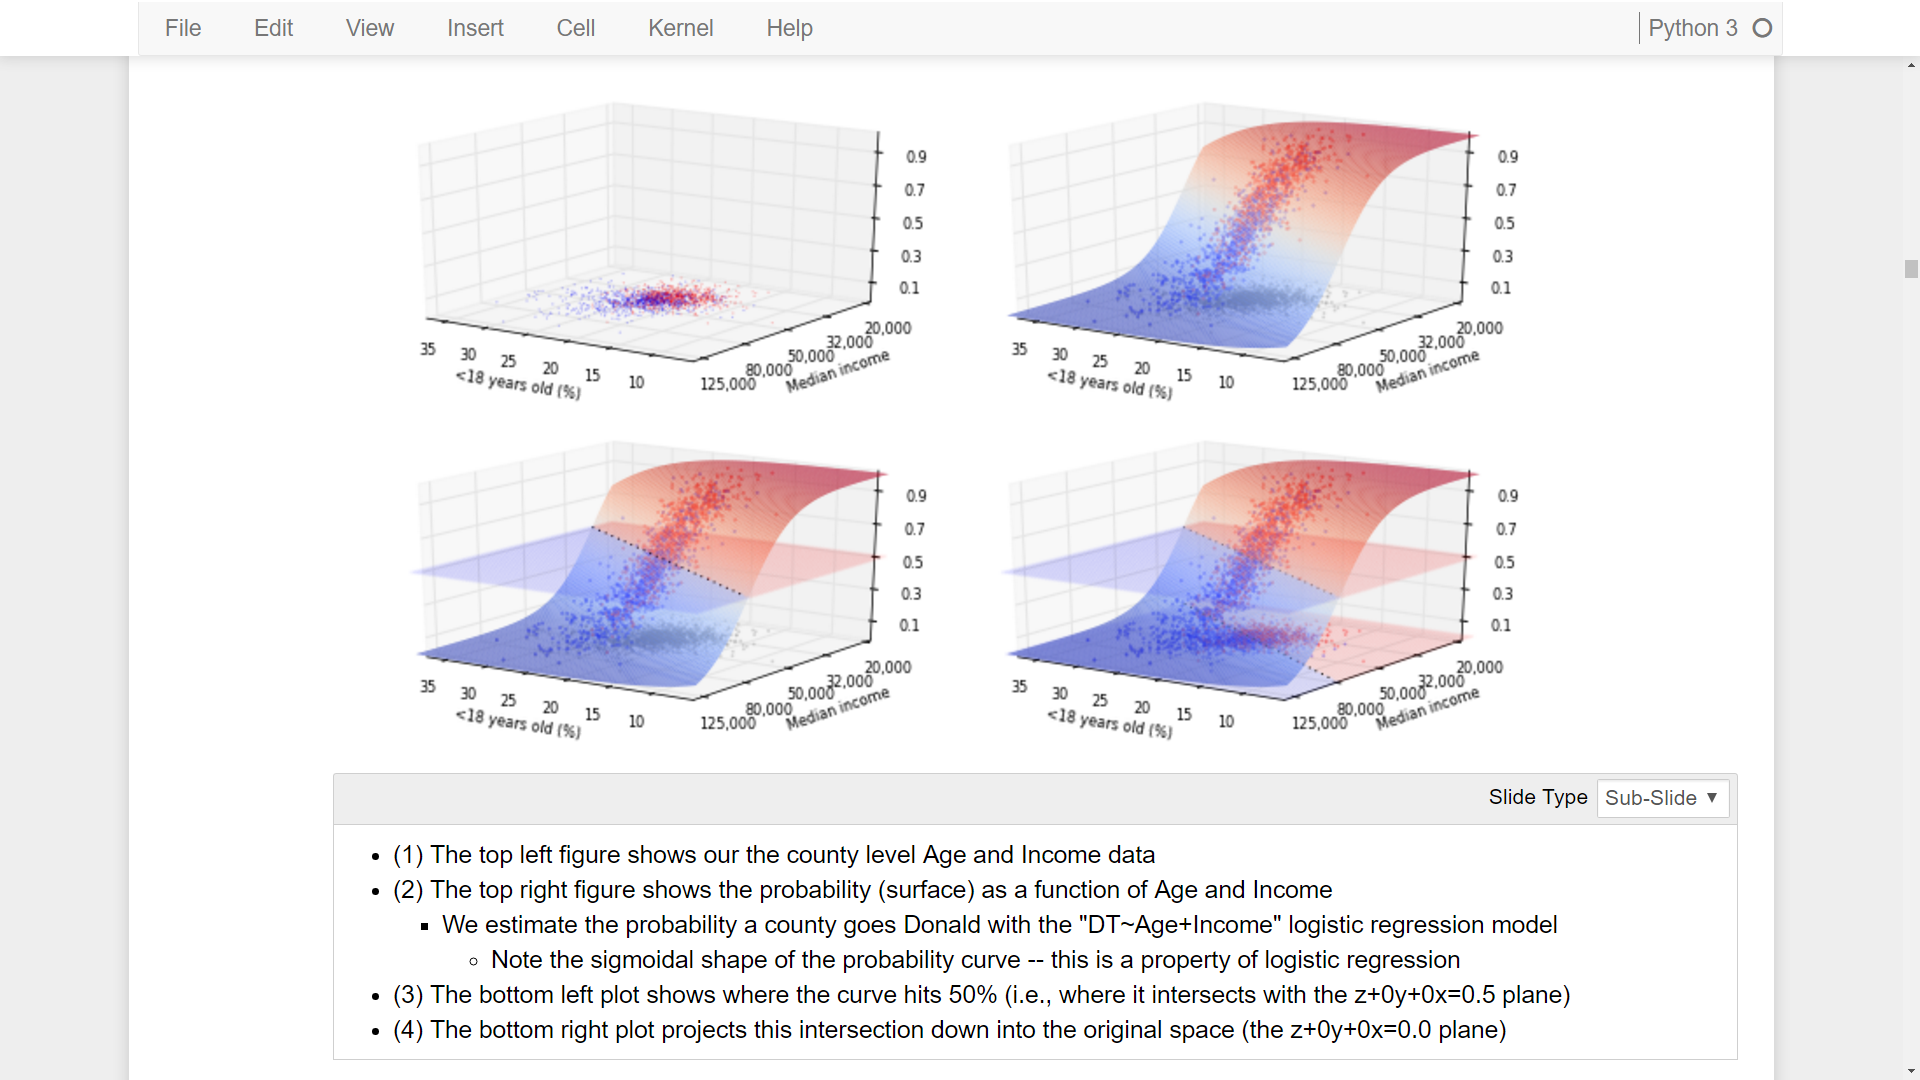 File Edit View Insert Cell Kernel Help Python 3
0.9 0.7 0.5 0.3 0.1
35 30 25 20 15 10
<18 years old (%)
125,000 80,000 50,000 32,000 20,000
Median income
0.9 0.7 0.5 0.3 0.1
35 30 25 20 15 10
<18 years old (%)
125,000 80,000 50,000 32,000 20,000
Median income
0.9 0.7 0.5 0.3 0.1
35 30 25 20 15 10
<18 years old (%)
125,000 80,000 50,000 32,000 20,000
Median income
0.9 0.7 0.5 0.3 0.1
35 30 25 20 15 10
<18 years old (%)
125,000 80,000 50,000 32,000 20,000
Median income
Slide Type Sub-Slide
(1) The top left figure shows our the county level Age and Income data
(2) The top right figure shows the probability (surface) as a function of Age and Income
We estimate the probability a county goes Donald with the "DT~Age+Income" logistic regression model
Note the sigmoidal shape of the probability curve -- this is a property of logistic regression
(3) The bottom left plot shows where the curve hits 50% (i.e., where it intersects with the z+0y+0x=0.5 plane)
(4) The bottom right plot projects this intersection down into the original space (the z+0y+0x=0.0 plane)